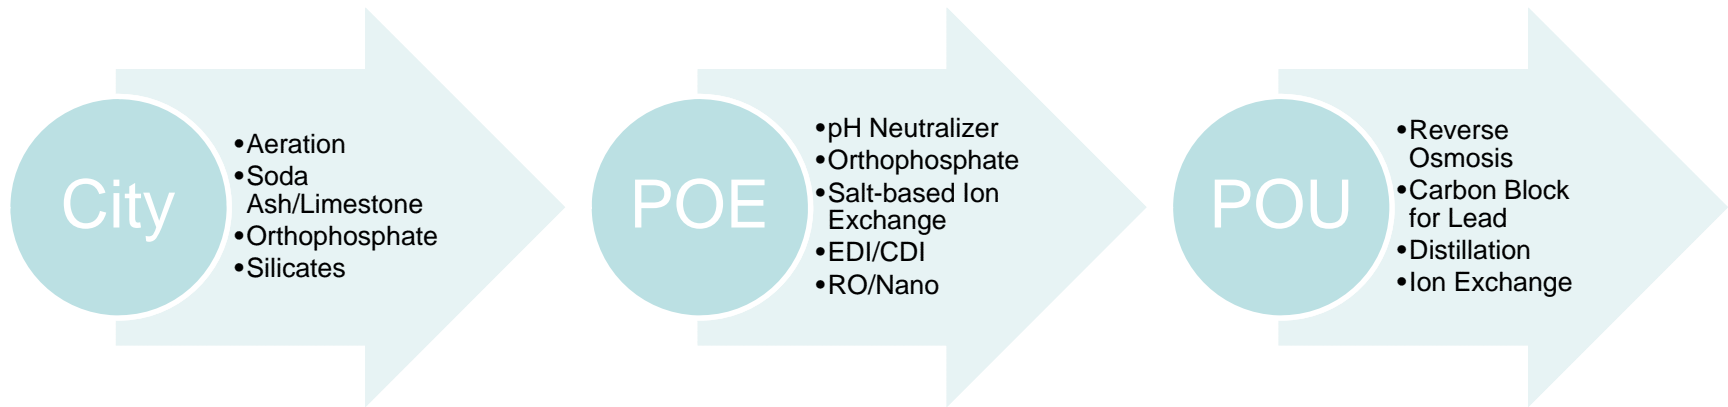 City
•Aeration
•Soda
Ash/Limestone
•Orthophosphate
•Silicates
POE
•pH Neutralizer
•Orthophosphate
•Salt-based Ion
Exchange
•EDI/CDI
•RO/Nano
POU
•Reverse
Osmosis
•Carbon Block
for Lead
•Distillation
•Ion Exchange